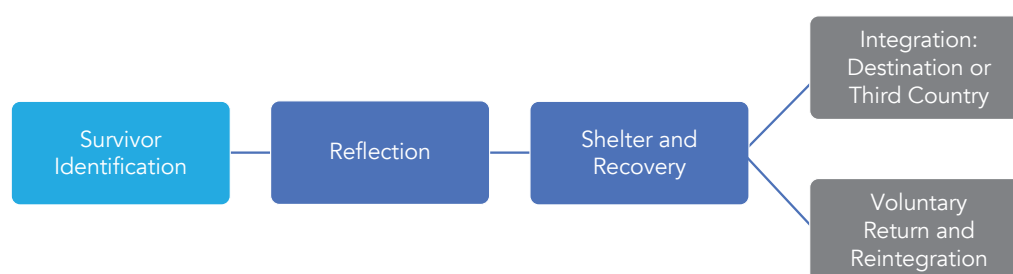 Survivor
Identification
Reflection
Shelter and
Recovery
Integration:
Destination or
Third Country
Voluntary
Return and
Reintegration